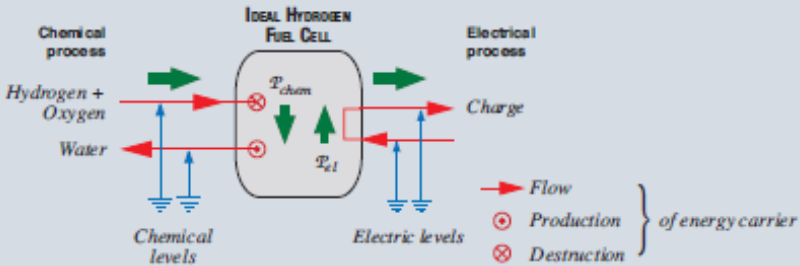 IDEAL HYDROGEN
FUEL CELL
Chemical
process
Electrical
process
Hydrogen +
Oxygen
𝒫chem
Charge
Water
𝒫el
Flow
Production
of energy carrier
Destruction
Chemical
levels
Electric levels